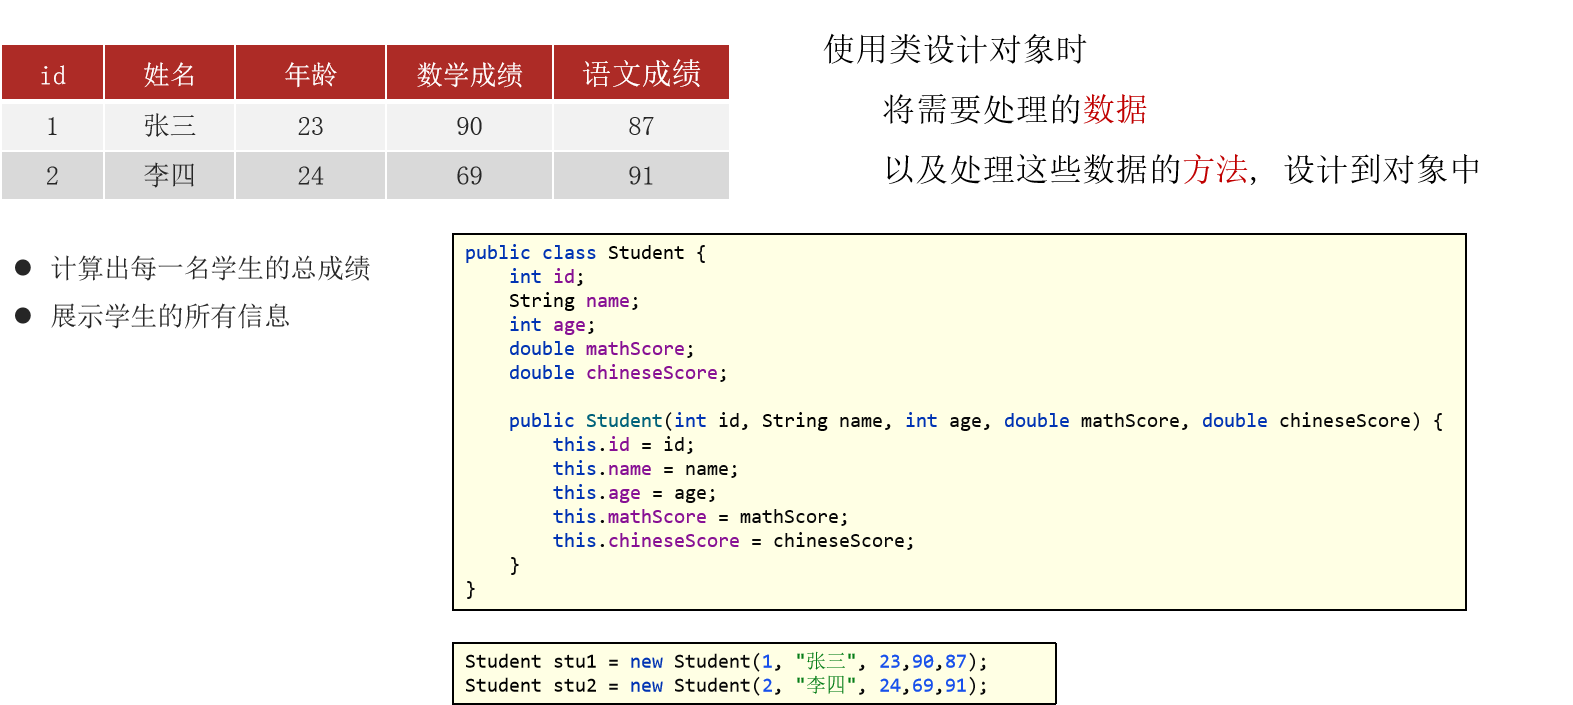 id 姓名 年龄 数学成绩 语文成绩
1 张三 23 90 87
2 李四 24 69 91
使用类设计对象时
将需要处理的数据
以及处理这些数据的方法，设计到对象中
● 计算出每一名学生的总成绩
● 展示学生的所有信息
public class Student {
    int id;
    String name;
    int age;
    double mathScore;
    double chineseScore;
    public Student(int id, String name, int age, double mathScore, double chineseScore) {
        this.id = id;
        this.name = name;
        this.age = age;
        this.mathScore = mathScore;
        this.chineseScore = chineseScore;
    }
}
Student stu1 = new Student(1, "张三", 23,90,87);
Student stu2 = new Student(2, "李四", 24,69,91);